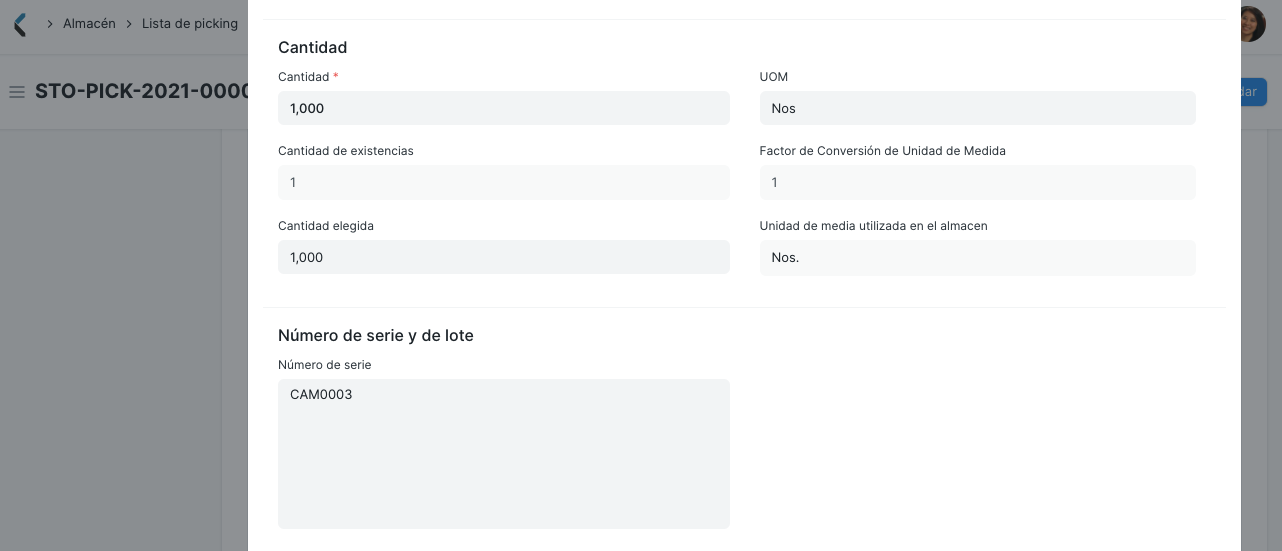 Almacén
Lista de picking
STO-PICK-2021-0000
Cantidad
Cantidad *
1,000
UOM
Nos
Cantidad de existencias
1
Factor de Conversión de Unidad de Medida
1
Cantidad elegida
1,000
Unidad de media utilizada en el almacen
Nos.
Número de serie y de lote
Número de serie
CAM0003
dar